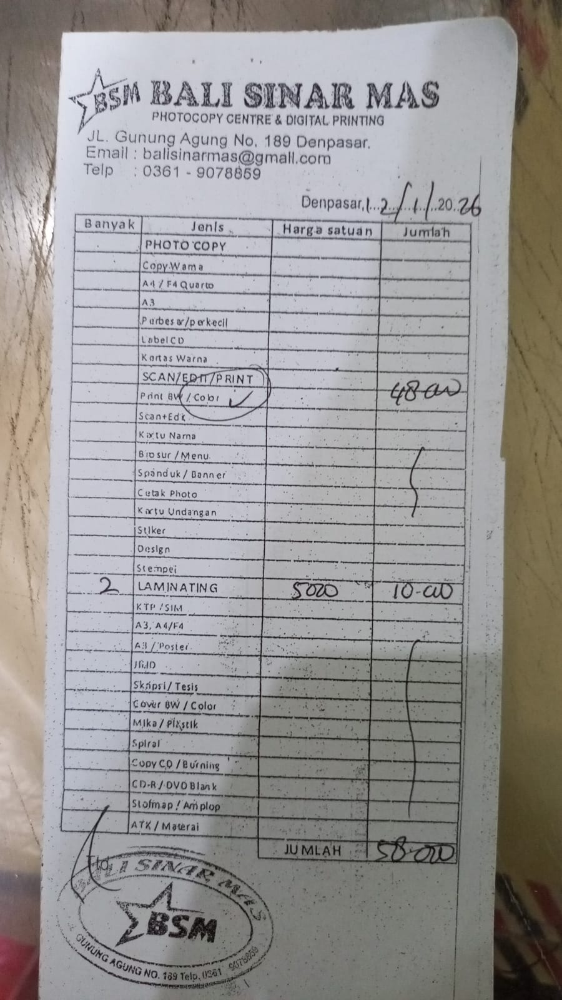 BSM BALI SINAR MAS
PHOTOCOPY CENTRE & DIGITAL PRINTING
JL. Gunung Agung No. 189 Denpasar.
Email : balisinarmas@gmail.com
Telp : 0361 - 9078859
Denpasar, 12/1/2026
Banyak Jenis Harga satuan Jumlah
PHOTO COPY
Copy Warna
A4 / F4 Quarto
A3
Perbesar/perkecil
Label CD
Kertas Warna
SCAN/EDIT/PRINT
Print BW / Color ✓ 48-000
Scan+Edit
Kartu Nama
Brosur / Menu
Spanduk / Banner
Cetak Photo
Kartu Undangan
Stiker
Design
Stempel
2 LAMINATING 5000 10-000
KTP / SIM
A3, A4/F4
A3 / Poster
JILID
Skripsi / Tesis
Cover BW / Color
Mika / Plastik
Spiral
Copy CD / Burning
CD-R / DVD Blank
Stofmap / Amplop
ATK / Materai
JUMLAH 58-000
Ttd,
BALI SINAR MAS
BSM
GUNUNG AGUNG NO. 189 Telp. 0361 9078859